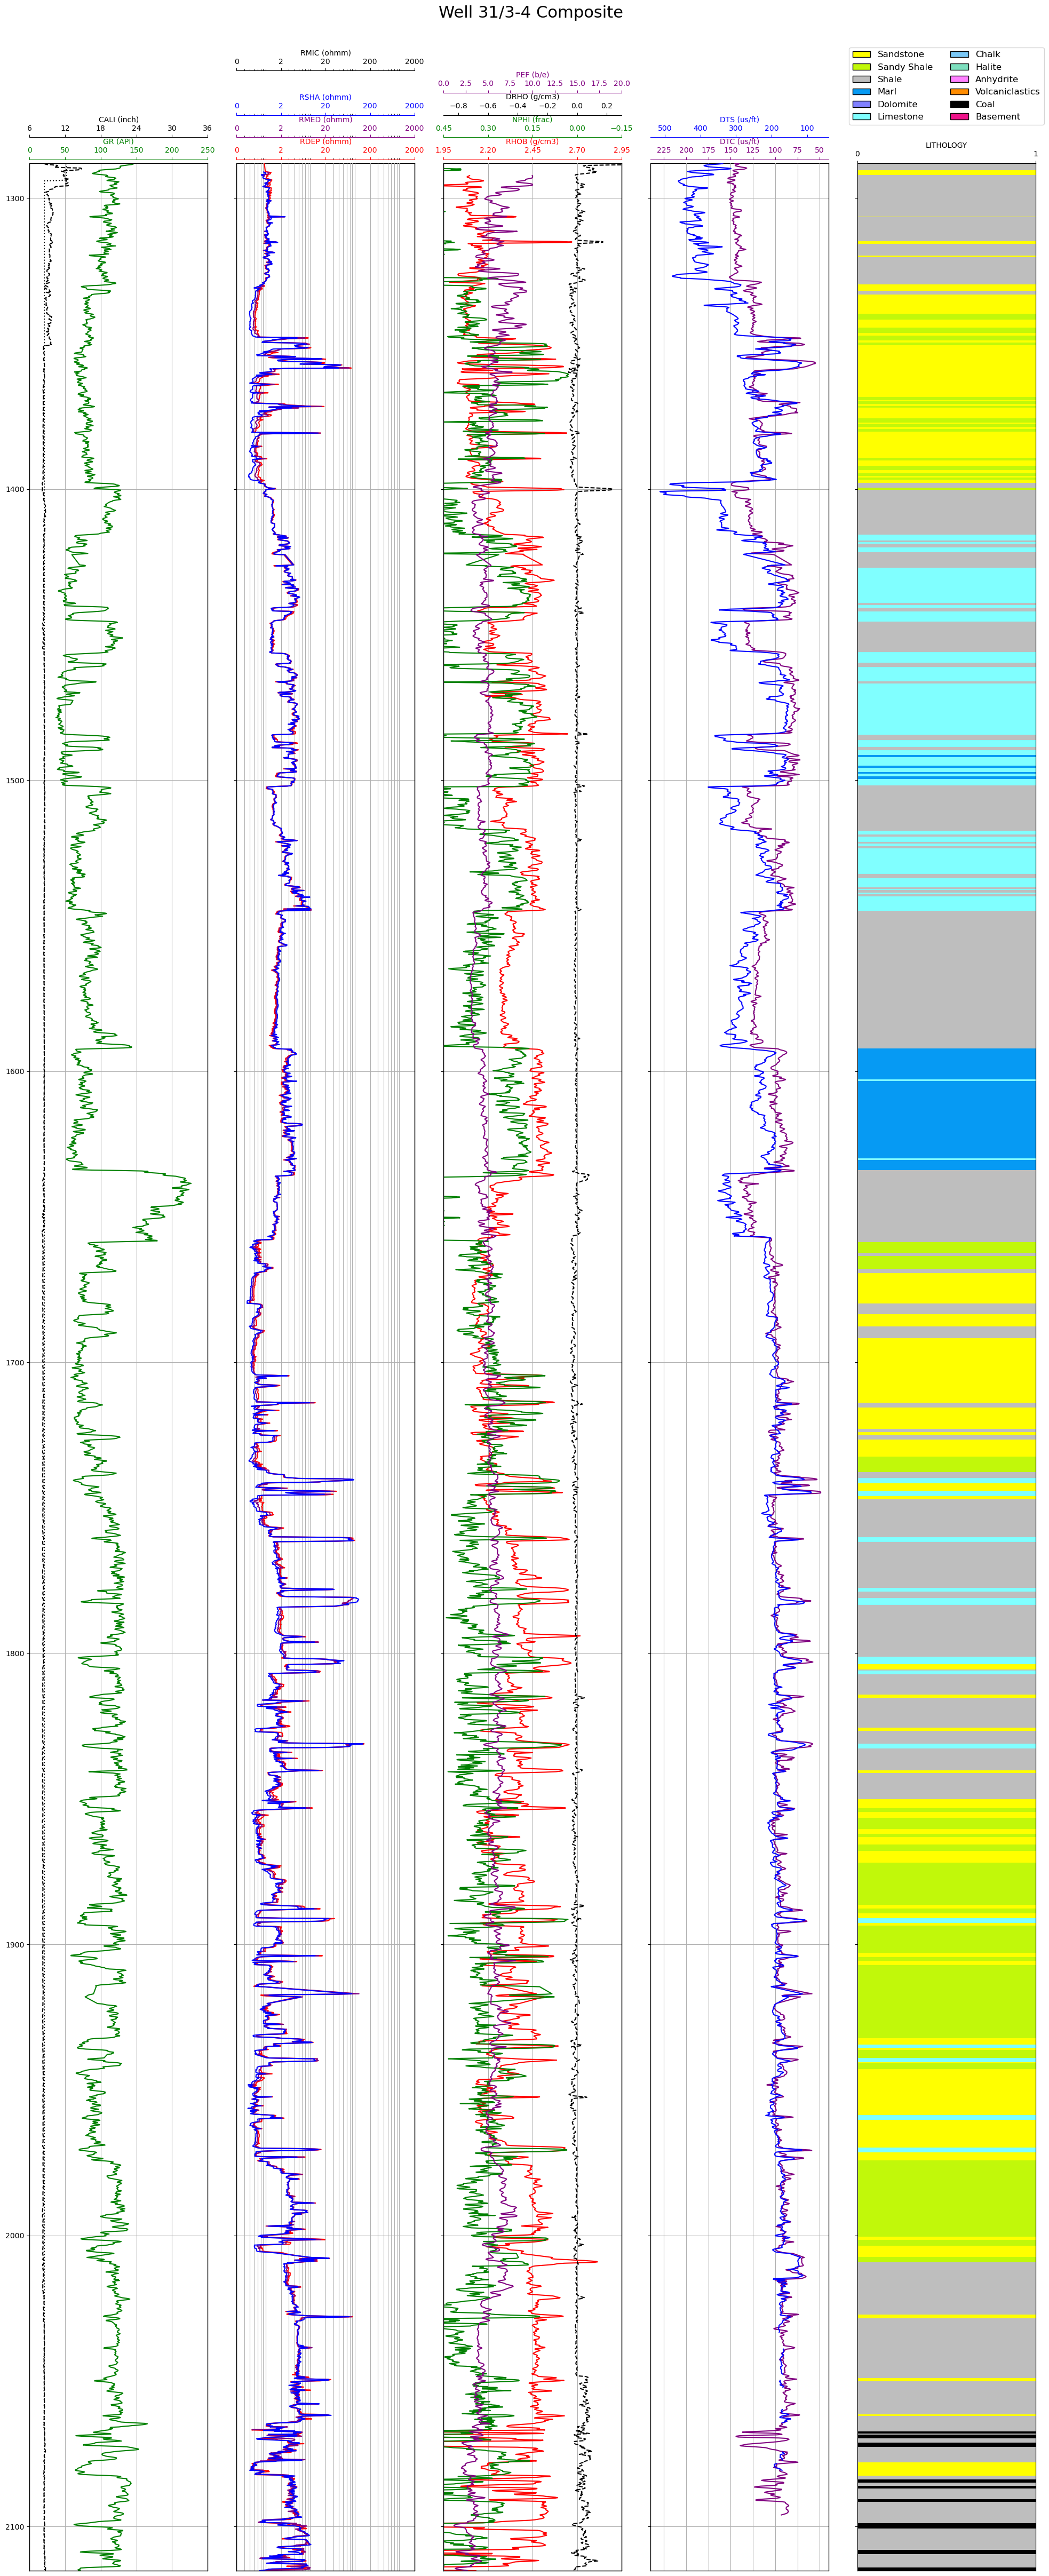 Well 31/3-4 Composite
RMIC (ohmm)
0 2 20 200 2000
PEF (b/e)
0.0 2.5 5.0 7.5 10.0 12.5 15.0 17.5 20.0
Sandstone Chalk
Sandy Shale Halite
Shale Anhydrite
Marl Volcaniclastics
Dolomite Coal
Limestone Basement
RSHA (ohmm)
0 2 20 200 2000
DRHO (g/cm3)
−0.8 −0.6 −0.4 −0.2 0.0 0.2
CALI (inch)
6 12 18 24 30 36
RMED (ohmm)
0 2 20 200 2000
NPHI (frac)
0.45 0.30 0.15 0.00 −0.15
DTS (us/ft)
500 400 300 200 100
GR (API)
0 50 100 150 200 250
RDEP (ohmm)
0 2 20 200 2000
RHOB (g/cm3)
1.95 2.20 2.45 2.70 2.95
DTC (us/ft)
225 200 175 150 125 100 75 50
LITHOLOGY
0 1
1300
1400
1500
1600
1700
1800
1900
2000
2100